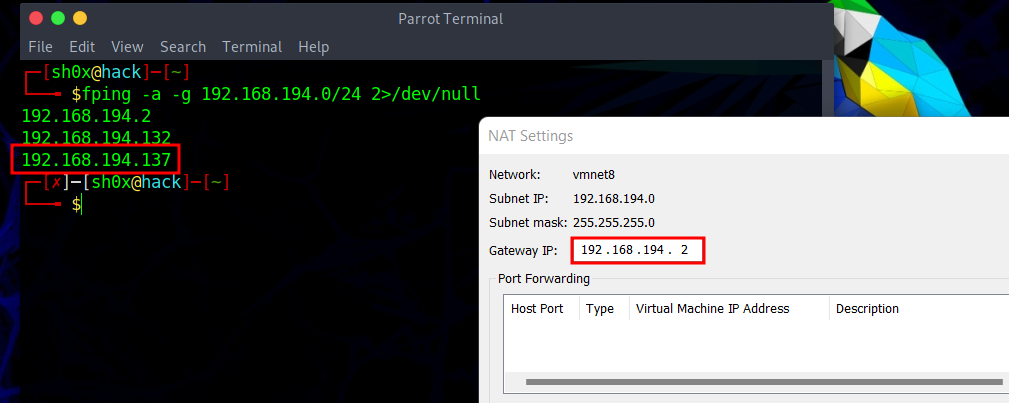 Parrot Terminal
File Edit View Search Terminal Help
┌─[sh0x@hack]─[~]
└──╼ $fping -a -g 192.168.194.0/24 2>/dev/null
192.168.194.2
192.168.194.132
192.168.194.137
┌─[✗]─[sh0x@hack]─[~]
└──╼ $
NAT Settings
Network: vmnet8
Subnet IP: 192.168.194.0
Subnet mask: 255.255.255.0
Gateway IP: 192 . 168 . 194 . 2
Port Forwarding
Host Port Type Virtual Machine IP Address Description